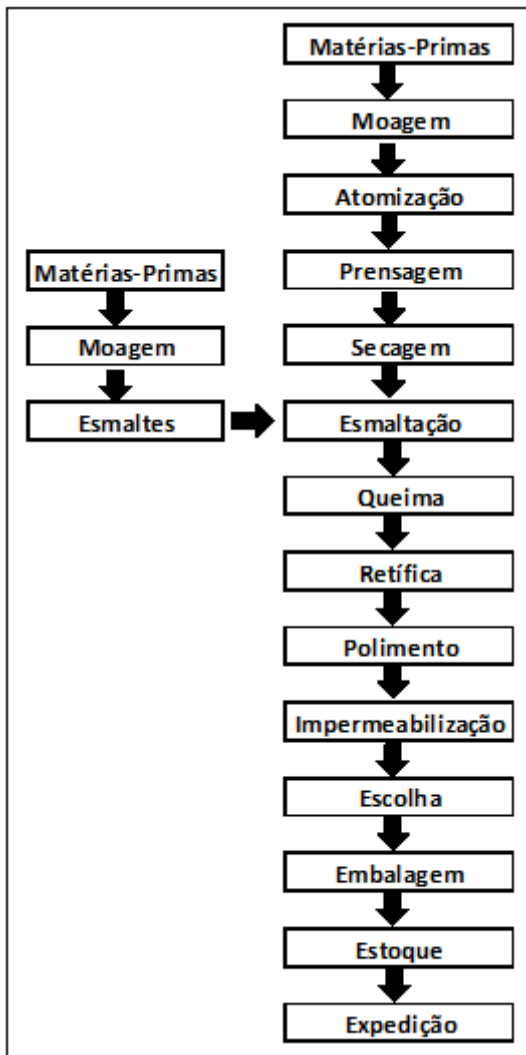 Matérias-Primas
Moagem
Atomização
Prensagem
Secagem
Matérias-Primas
Moagem
Esmaltes
Esmaltação
Queima
Retífica
Polimento
Impermeabilização
Escolha
Embalagem
Estoque
Expedição